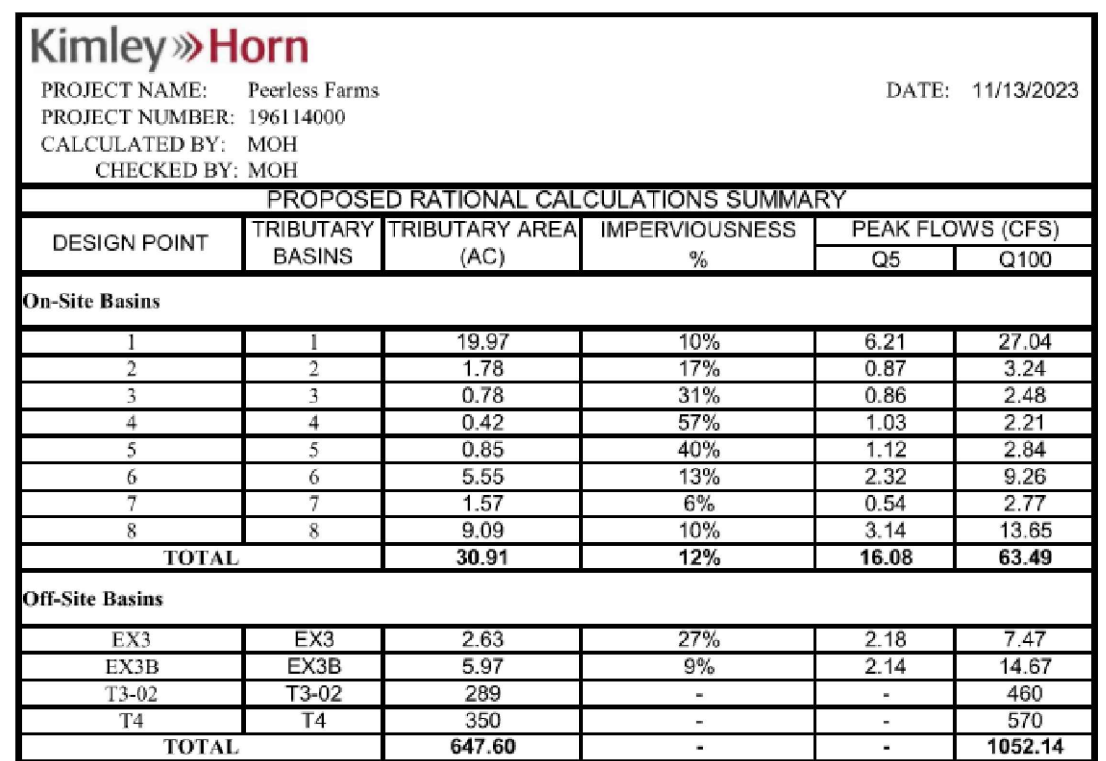 Kimley»Horn
PROJECT NAME: Peerless Farms DATE: 11/13/2023
PROJECT NUMBER: 196114000
CALCULATED BY: MOH
CHECKED BY: MOH
PROPOSED RATIONAL CALCULATIONS SUMMARY
DESIGN POINT TRIBUTARY BASINS TRIBUTARY AREA (AC) IMPERVIOUSNESS % PEAK FLOWS (CFS)
Q5 Q100
On-Site Basins
1 1 19.97 10% 6.21 27.04
2 2 1.78 17% 0.87 3.24
3 3 0.78 31% 0.86 2.48
4 4 0.42 57% 1.03 2.21
5 5 0.85 40% 1.12 2.84
6 6 5.55 13% 2.32 9.26
7 7 1.57 6% 0.54 2.77
8 8 9.09 10% 3.14 13.65
TOTAL 30.91 12% 16.08 63.49
Off-Site Basins
EX3 EX3 2.63 27% 2.18 7.47
EX3B EX3B 5.97 9% 2.14 14.67
T3-02 T3-02 289 - - 460
T4 T4 350 - - 570
TOTAL 647.60 - - 1052.14